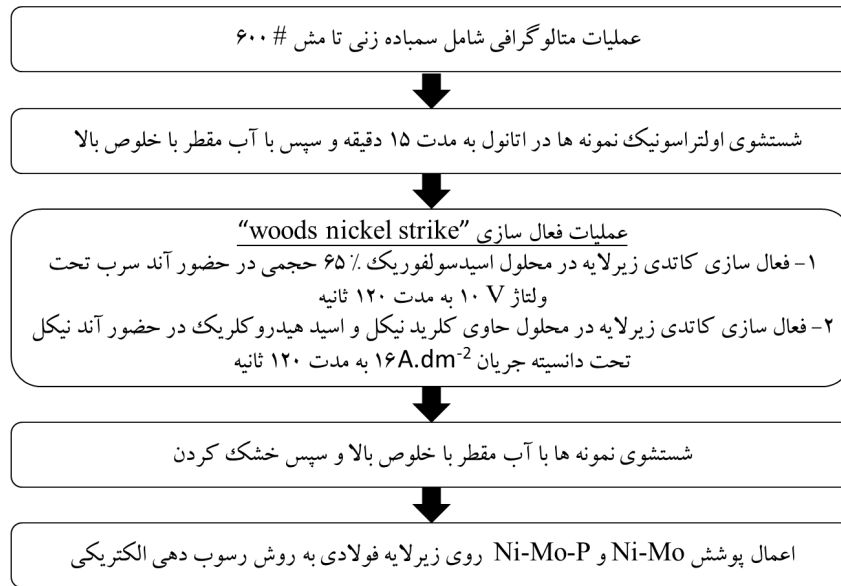 عملیات متالوگرافی شامل سمباده زنی تا مش # ۶۰۰
شستشوی اولتراسونیک نمونه ها در اتانول به مدت ۱۵ دقیقه و سپس با آب مقطر با خلوص بالا
عملیات فعال سازی “woods nickel strike”
۱- فعال سازی کاتدی زیرلایه در محلول اسیدسولفوریک ٪ ۶۵ حجمی در حضور آند سرب تحت
ولتاژ ۱۰ V به مدت ۱۲۰ ثانیه
۲- فعال سازی کاتدی زیرلایه در محلول حاوی کلرید نیکل و اسید هیدروکلریک در حضور آند نیکل
تحت دانسیته جریان ۱۶A.dm⁻² به مدت ۱۲۰ ثانیه
شستشوی نمونه ها با آب مقطر با خلوص بالا و سپس خشک کردن
اعمال پوشش Ni-Mo و Ni-Mo-P روی زیرلایه فولادی به روش رسوب دهی الکتریکی